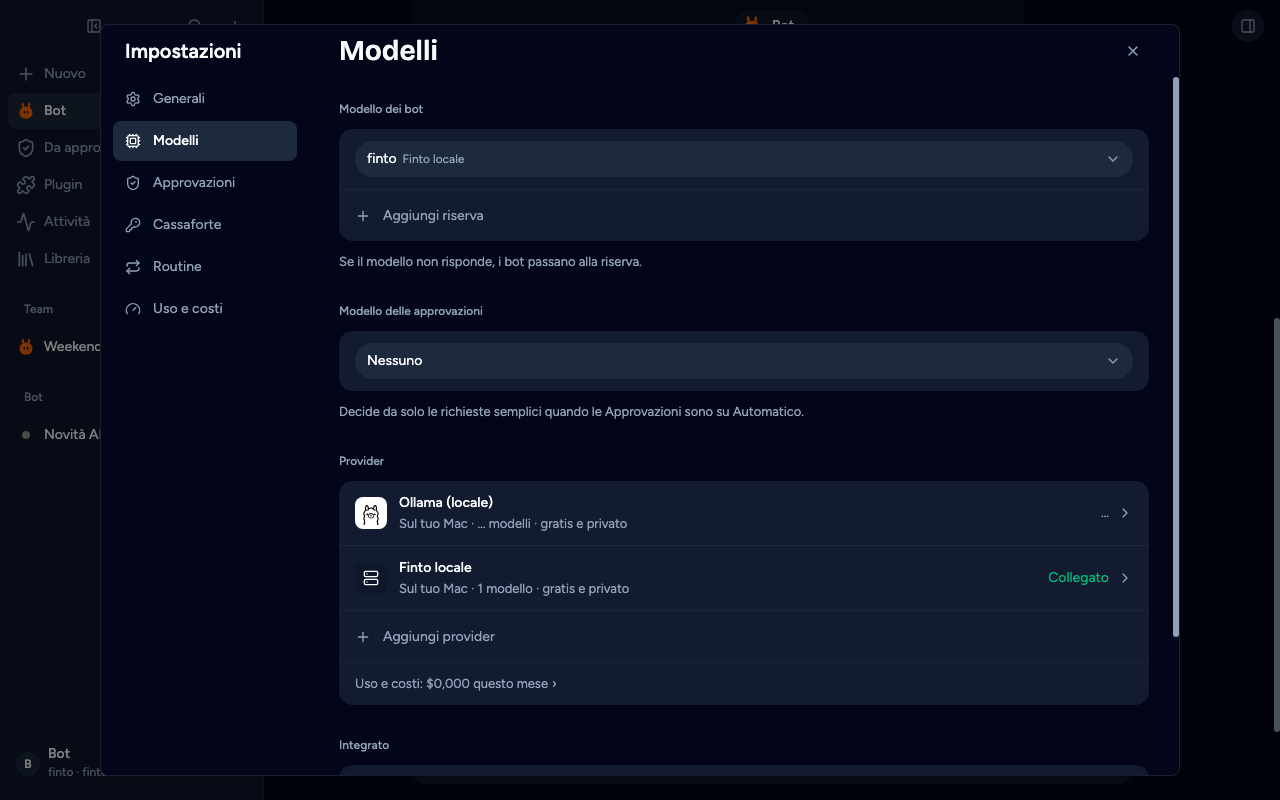 Impostazioni
Generali
Modelli
Approvazioni
Cassaforte
Routine
Uso e costi
Modelli
Modello dei bot
finto Finto locale
Aggiungi riserva
Se il modello non risponde, i bot passano alla riserva.
Modello delle approvazioni
Nessuno
Decide da solo le richieste semplici quando le Approvazioni sono su Automatico.
Provider
Ollama (locale)
Sul tuo Mac · ... modelli · gratis e privato
...
Finto locale
Sul tuo Mac · 1 modello · gratis e privato
Collegato
Aggiungi provider
Uso e costi: $0,000 questo mese ›
Integrato
Nuovo
Bot
Da appro
Plugin
Attività
Libreria
Team
Weekend
Bot
Novità
B
Bot
finto ·
Bot